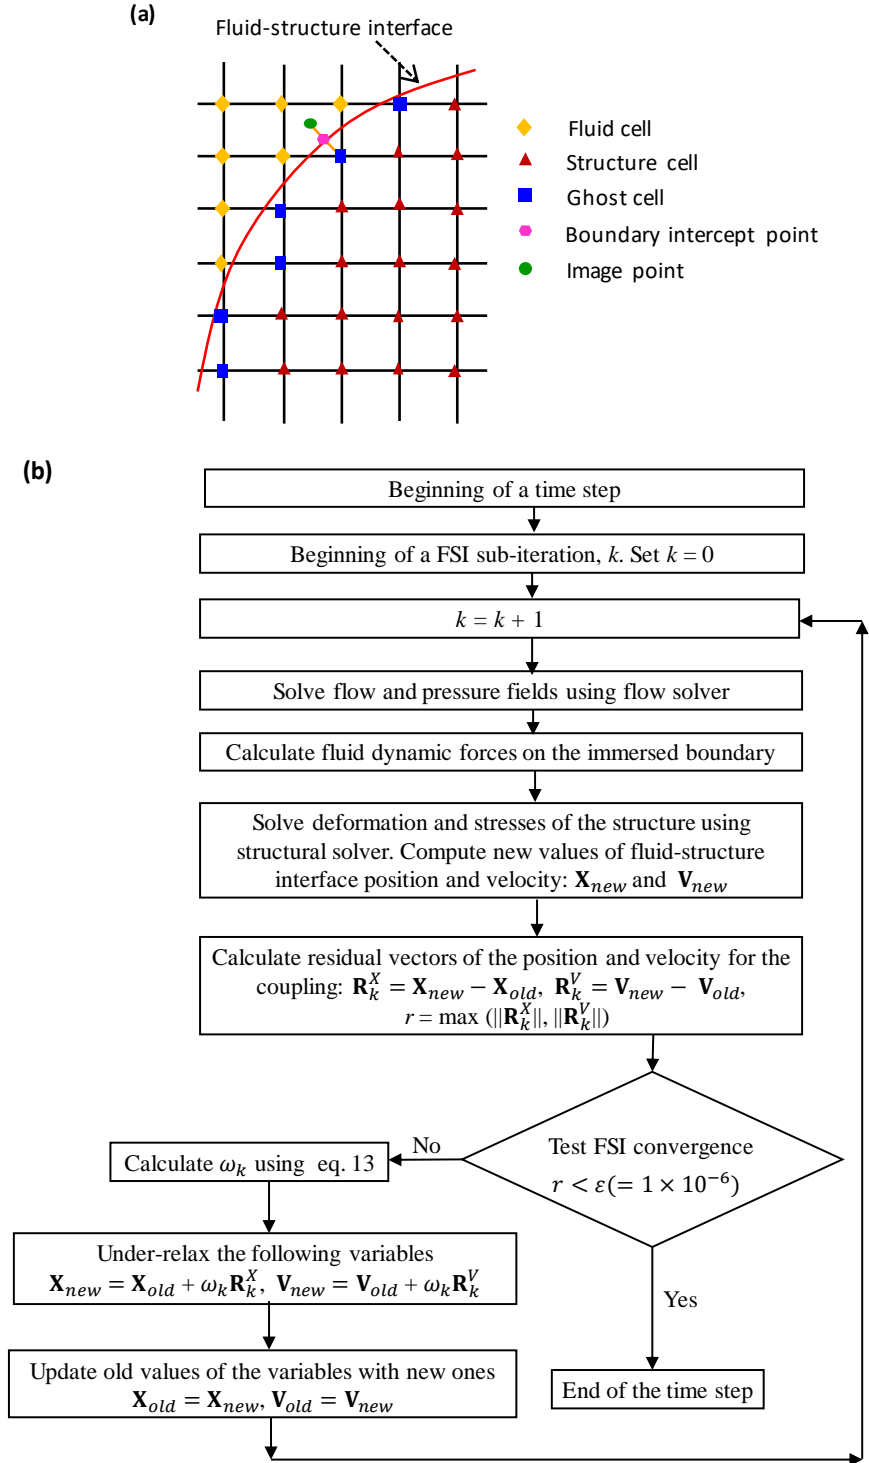 (a)
Fluid-structure interface
Fluid cell
Structure cell
Ghost cell
Boundary intercept point
Image point
(b)
Beginning of a time step
Beginning of a FSI sub-iteration, k. Set k = 0
k = k + 1
Solve flow and pressure fields using flow solver
Calculate fluid dynamic forces on the immersed boundary
Solve deformation and stresses of the structure using
structural solver. Compute new values of fluid-structure
interface position and velocity: 𝐗_new and 𝐕_new
Calculate residual vectors of the position and velocity for the
coupling: 𝐑_k^X = 𝐗_new − 𝐗_old, 𝐑_k^V = 𝐕_new − 𝐕_old,
r = max (||𝐑_k^X||, ||𝐑_k^V||)
Test FSI convergence
r < ε(= 1 × 10^−6)
No
Calculate ω_k using eq. 13
Under-relax the following variables
𝐗_new = 𝐗_old + ω_k𝐑_k^X, 𝐕_new = 𝐕_old + ω_k𝐑_k^V
Update old values of the variables with new ones
𝐗_old = 𝐗_new, 𝐕_old = 𝐕_new
Yes
End of the time step